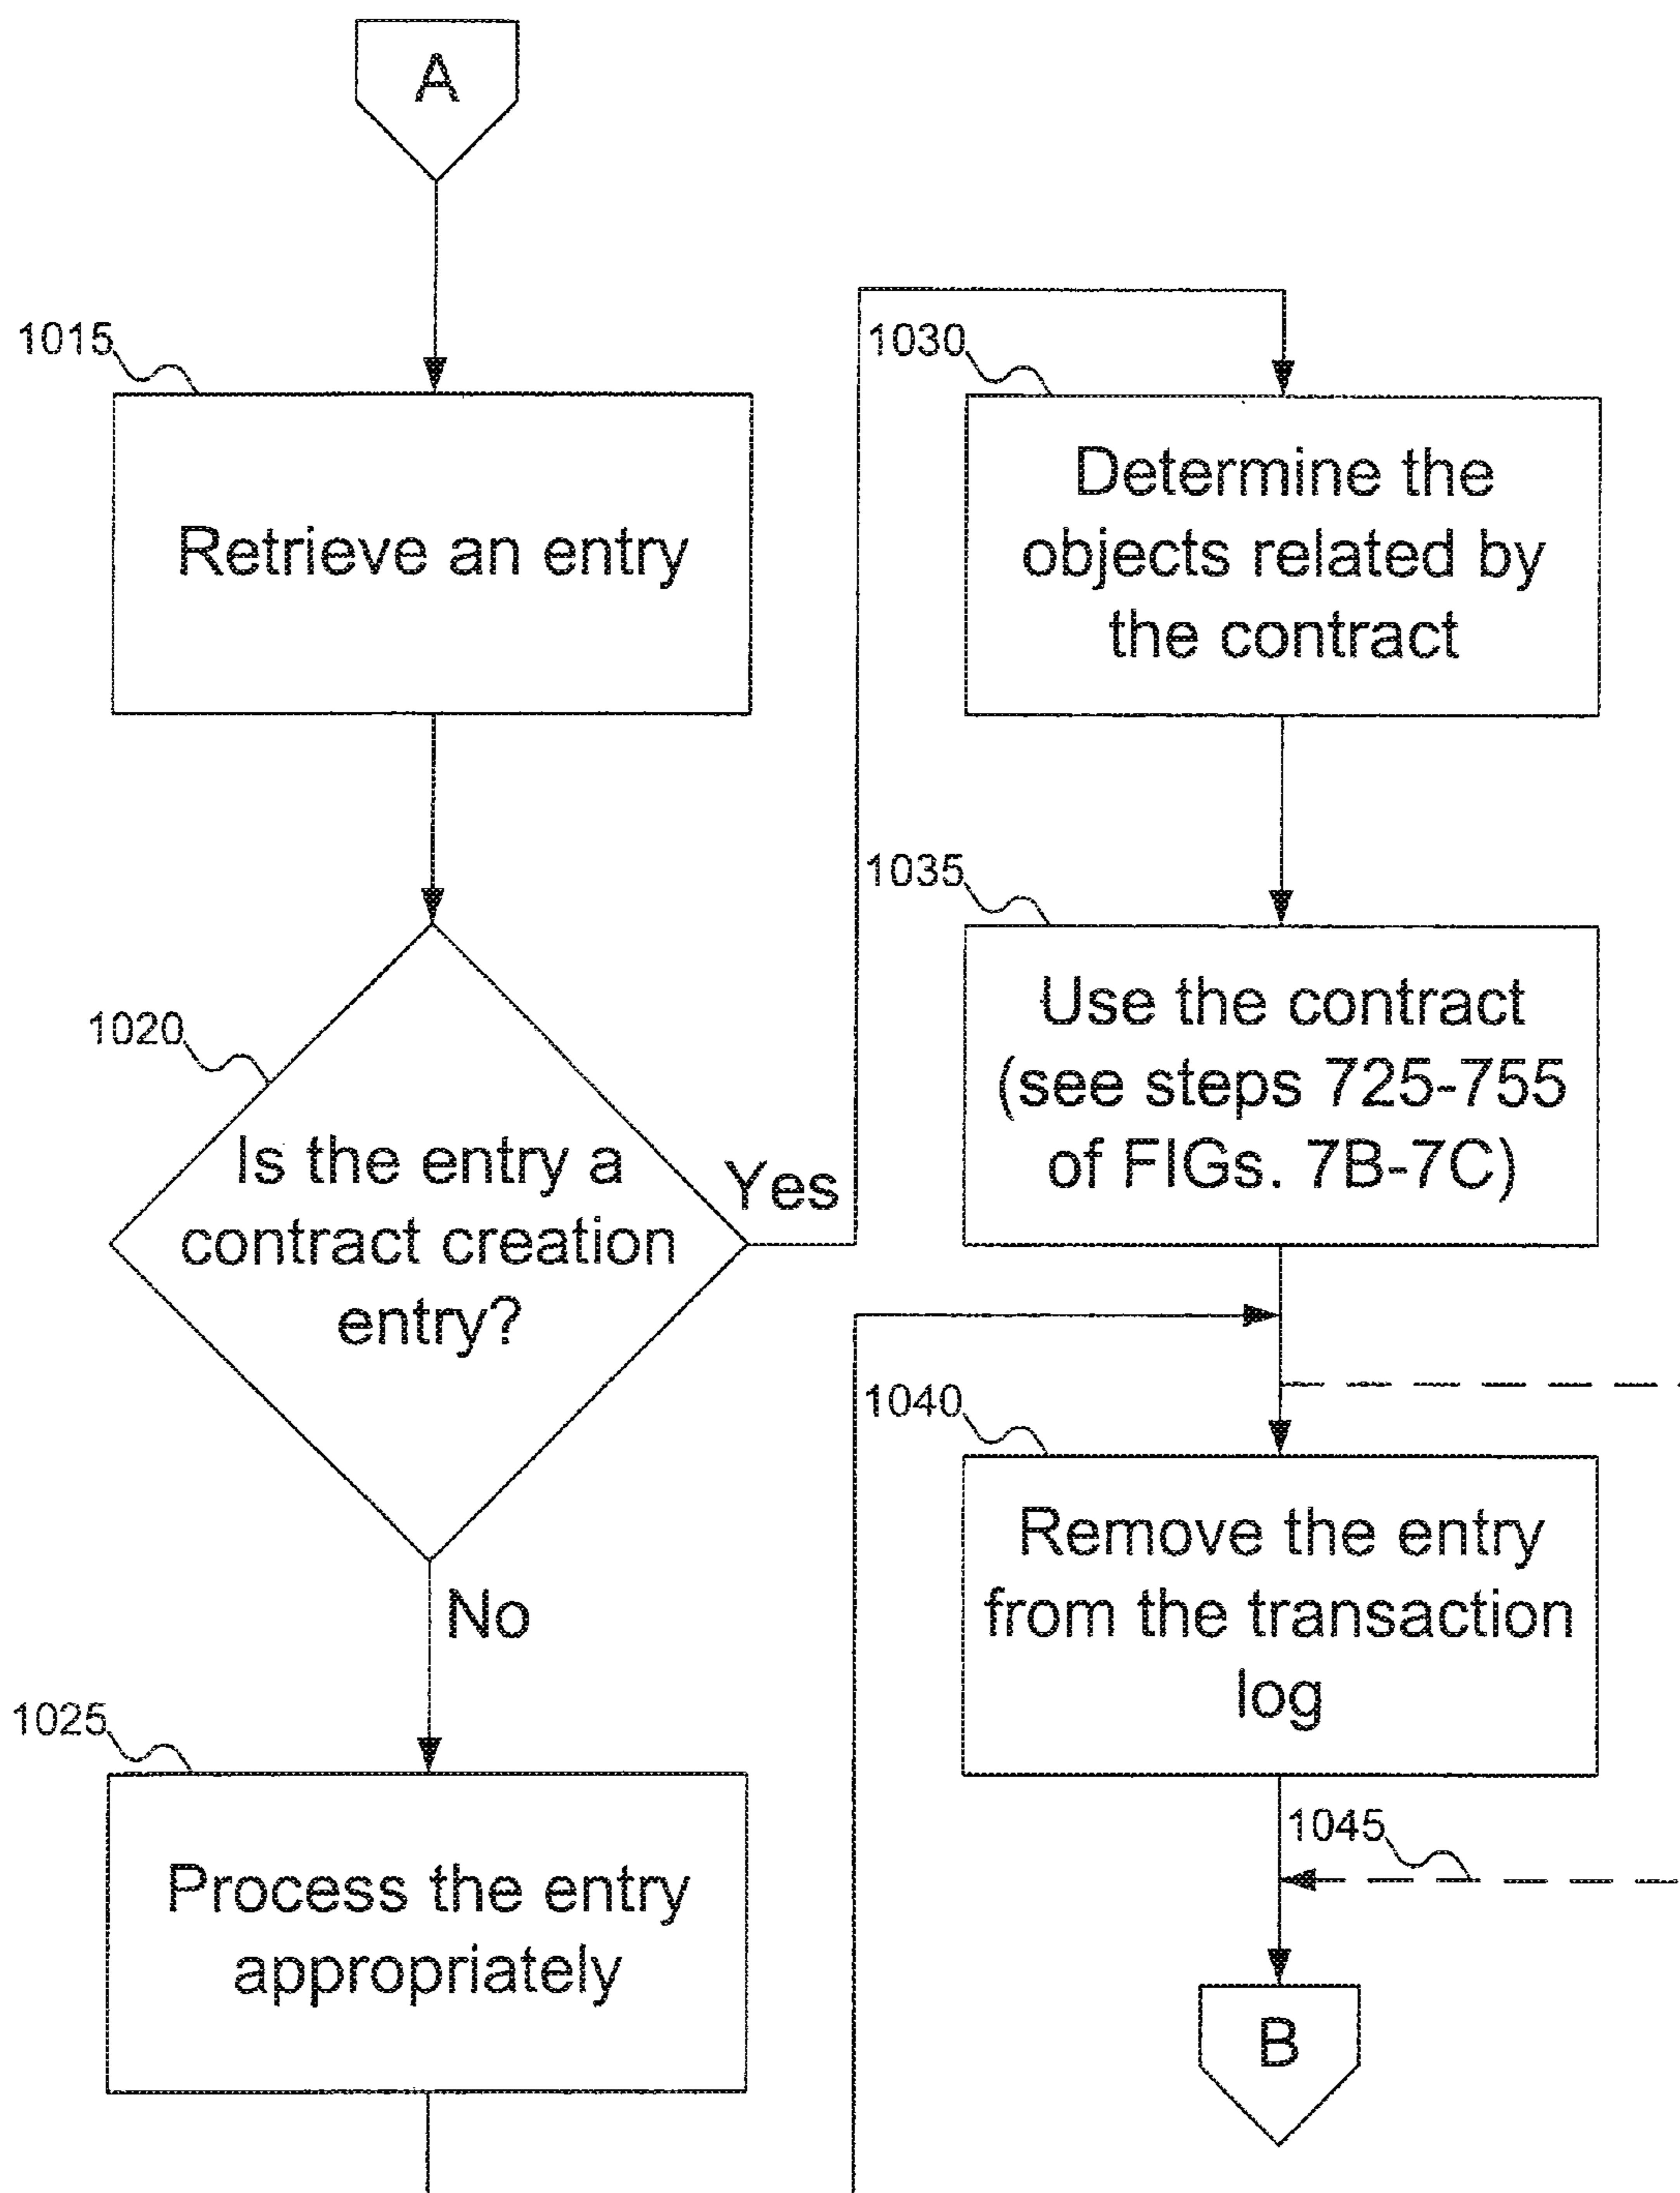 A
1015
Retrieve an entry
1020
Is the entry a
contract creation
entry?
Yes
No
1025
Process the entry
appropriately
1030
Determine the
objects related by
the contract
1035
Use the contract
(see steps 725-755
of FIGs. 7B-7C)
1040
Remove the entry
from the transaction
log
1045
B